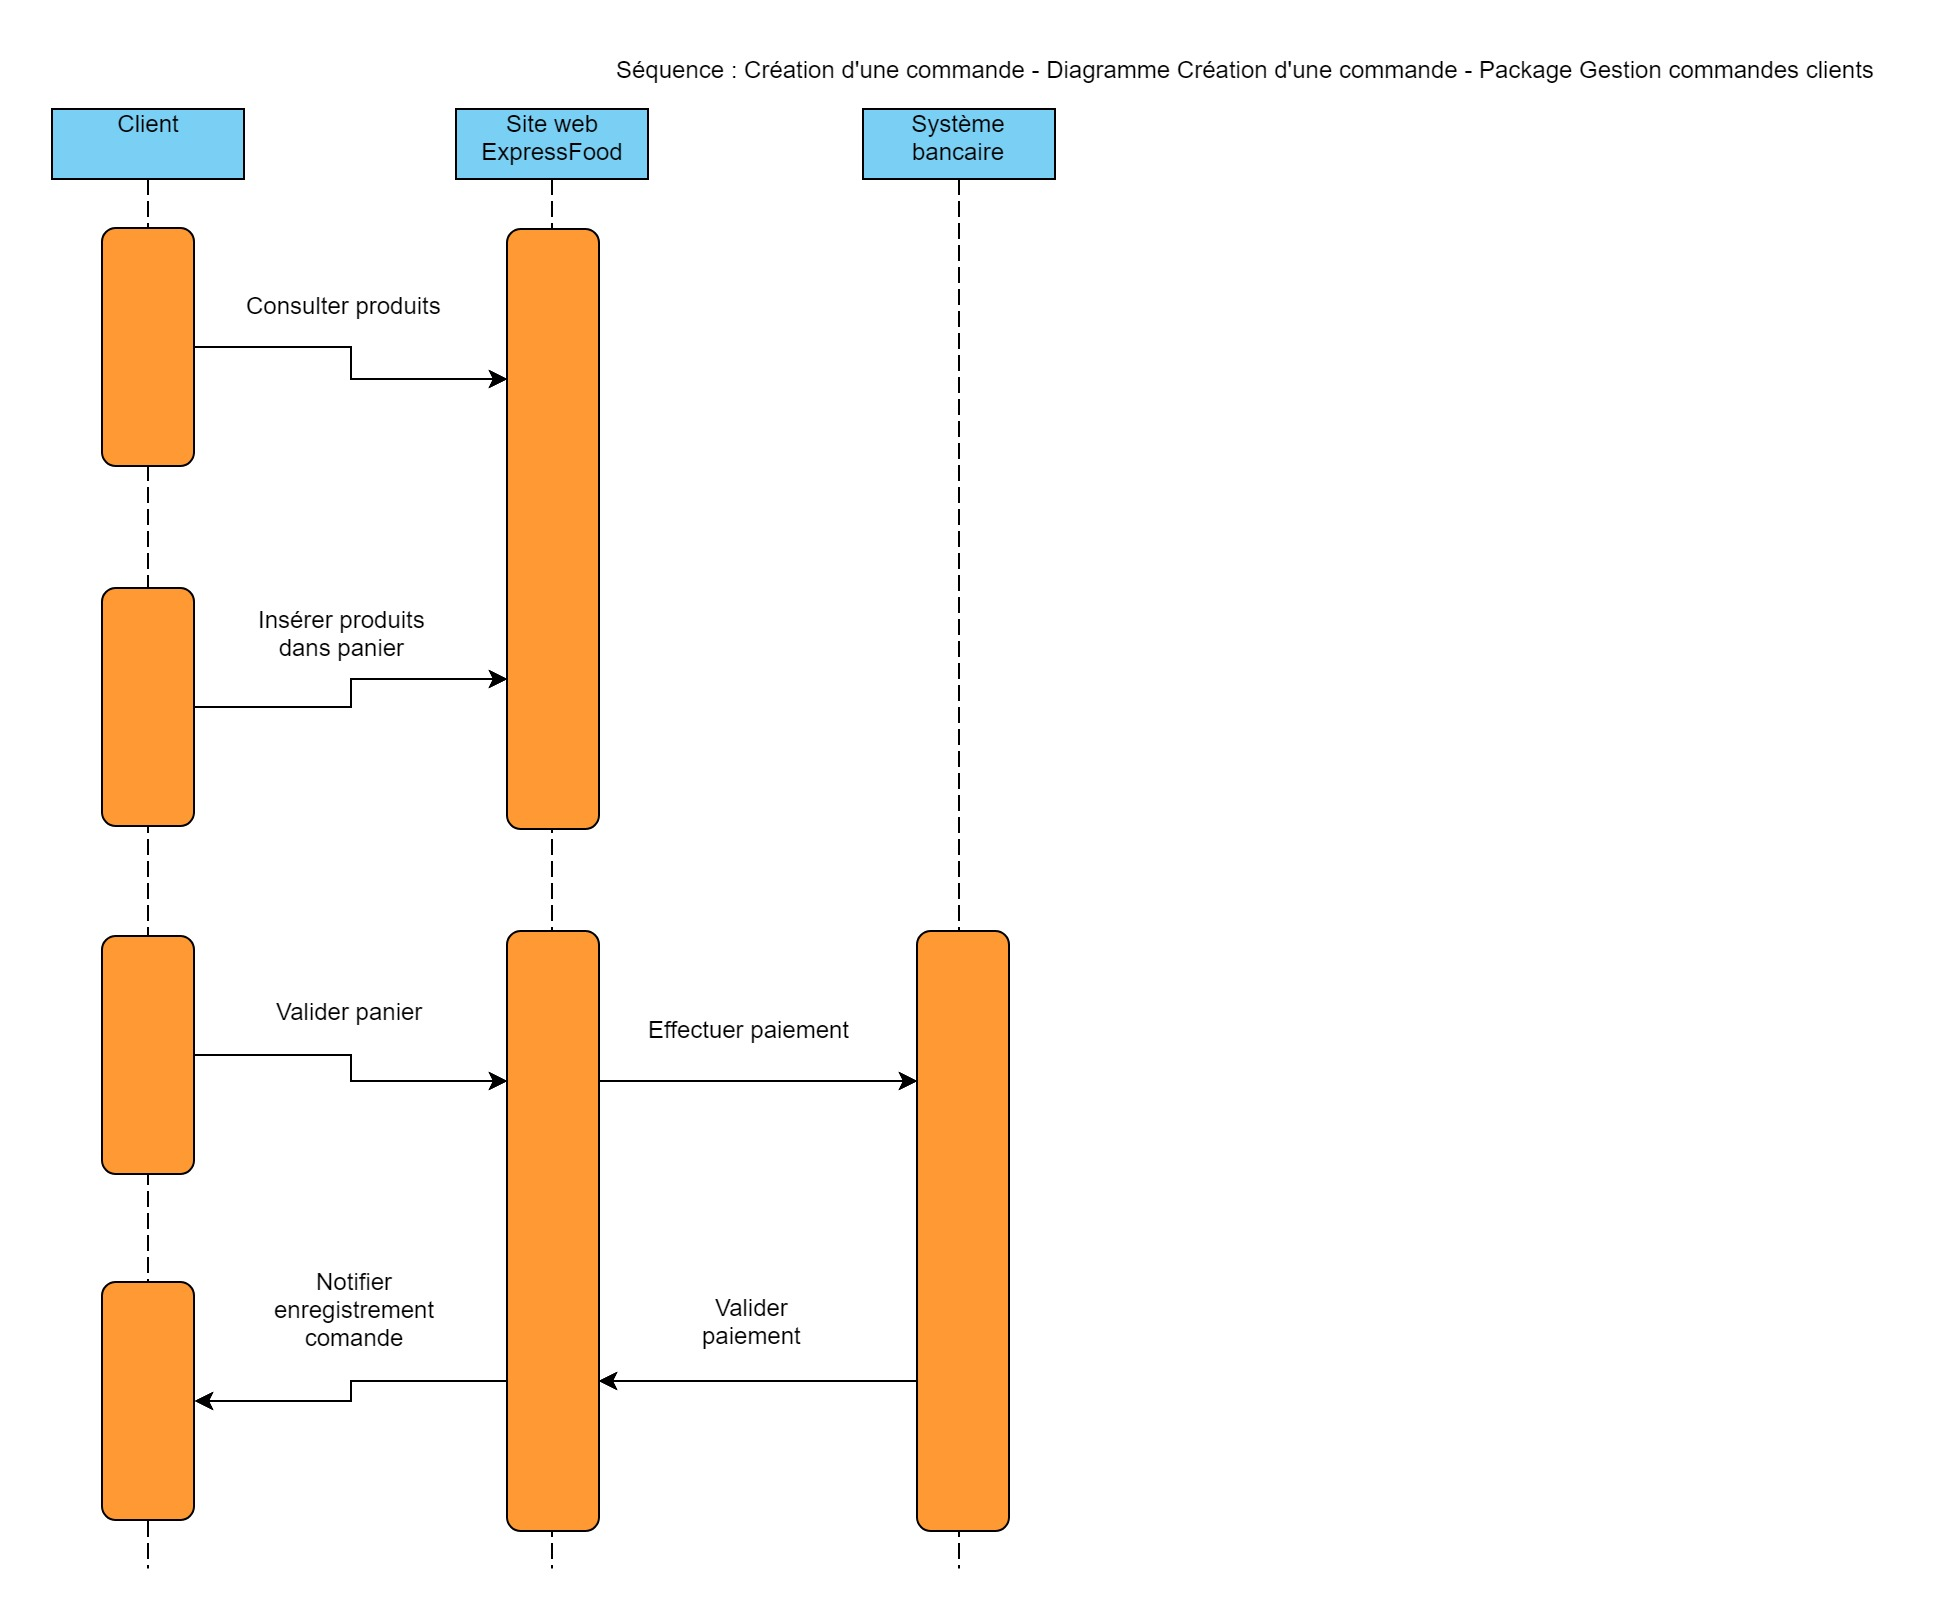 Séquence : Création d'une commande - Diagramme Création d'une commande - Package Gestion commandes clients
Client
Site web
ExpressFood
Système
bancaire
Consulter produits
Insérer produits
dans panier
Valider panier
Effectuer paiement
Notifier
enregistrement
comande
Valider
paiement